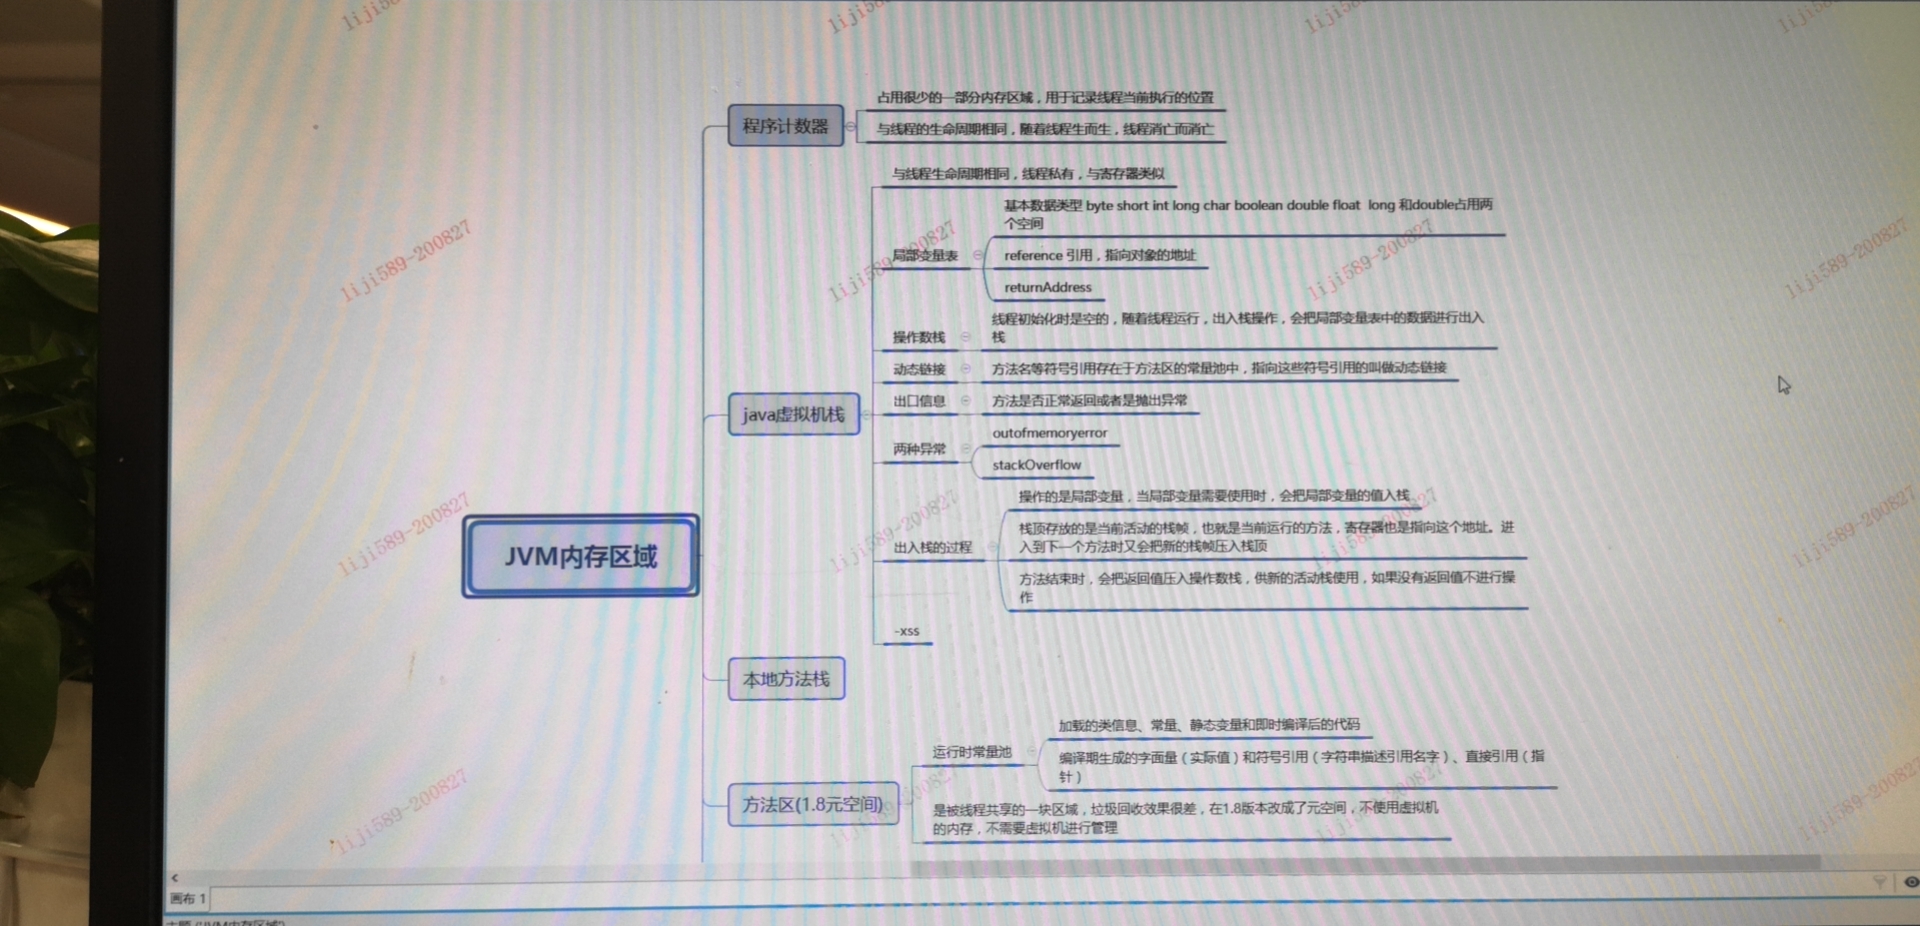 程序计数器
占用很少的一部分内存区域，用于记录线程当前执行的位置
与线程的生命周期相同，随着线程生而生，线程消亡而消亡
java虚拟机栈
与线程生命周期相同，线程私有，与寄存器类似
局部变量表
基本数据类型 byte short int long char boolean double float  long 和double占用两
个空间
reference 引用，指向对象的地址
returnAddress
操作数栈
线程初始化时是空的，随着线程运行，出入栈操作，会把局部变量表中的数据进行出入
栈
动态链接
方法名等符号引用存在于方法区的常量池中，指向这些符号引用的叫做动态链接
出口信息
方法是否正常返回或者是抛出异常
两种异常
outofmemoryerror
stackOverflow
出入栈的过程
操作的是局部变量，当局部变量需要使用时，会把局部变量的值入栈
栈顶存放的是当前活动的栈帧，也就是当前运行的方法，寄存器也是指向这个地址。进
入到下一个方法时又会把新的栈帧压入栈顶
方法结束时，会把返回值压入操作数栈，供新的活动栈使用，如果没有返回值不进行操
作
-xss
JVM内存区域
本地方法栈
方法区(1.8元空间)
运行时常量池
加载的类信息、常量、静态变量和即时编译后的代码
编译期生成的字面量（实际值）和符号引用（字符串描述引用名字）、直接引用（指
针）
是被线程共享的一块区域，垃圾回收效果很差，在1.8版本改成了元空间，不使用虚拟机
的内存，不需要虚拟机进行管理
画布 1
liji589-200827
liji589-200827
liji589-200827
liji589-200827
liji589-200827
liji589-200827
liji589-200827
liji589-200827
liji589-200827